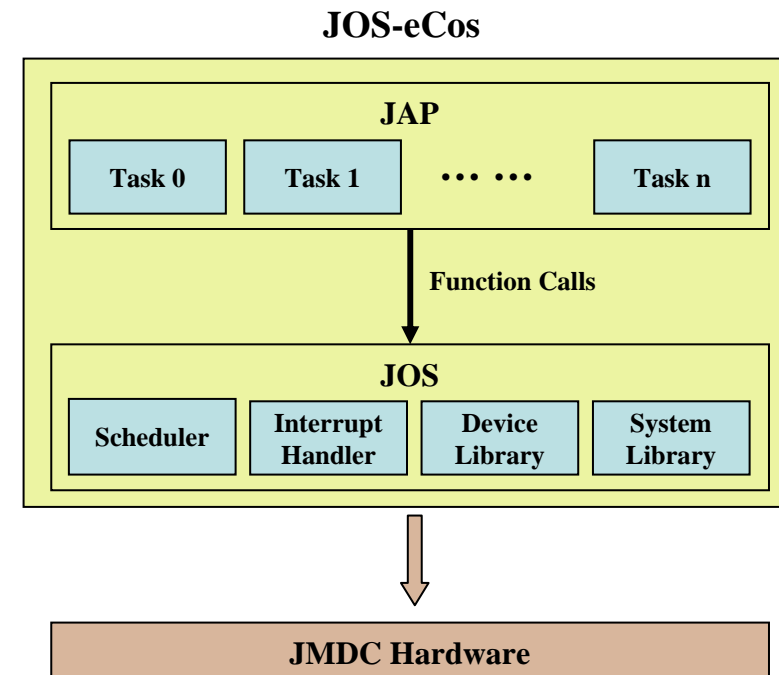 JOS-eCos
JAP
Task 0
Task 1
... ...
Task n
Function Calls
JOS
Scheduler
Interrupt
Handler
Device
Library
System
Library
JMDC Hardware